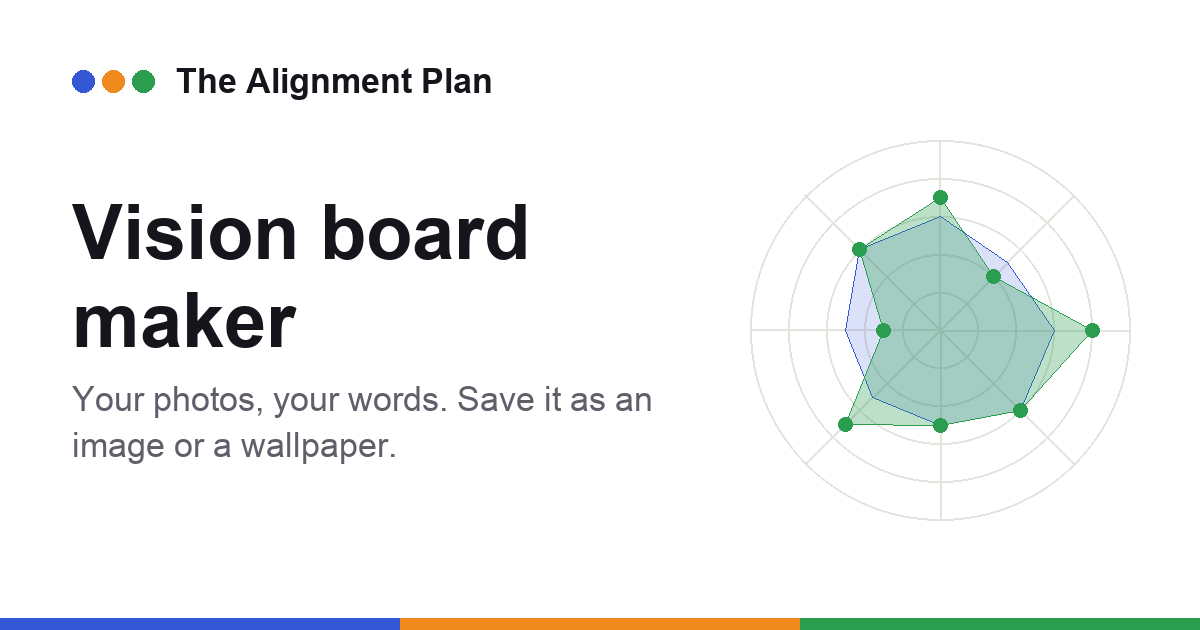 The Alignment Plan
Vision board
maker
Your photos, your words. Save it as an
image or a wallpaper.